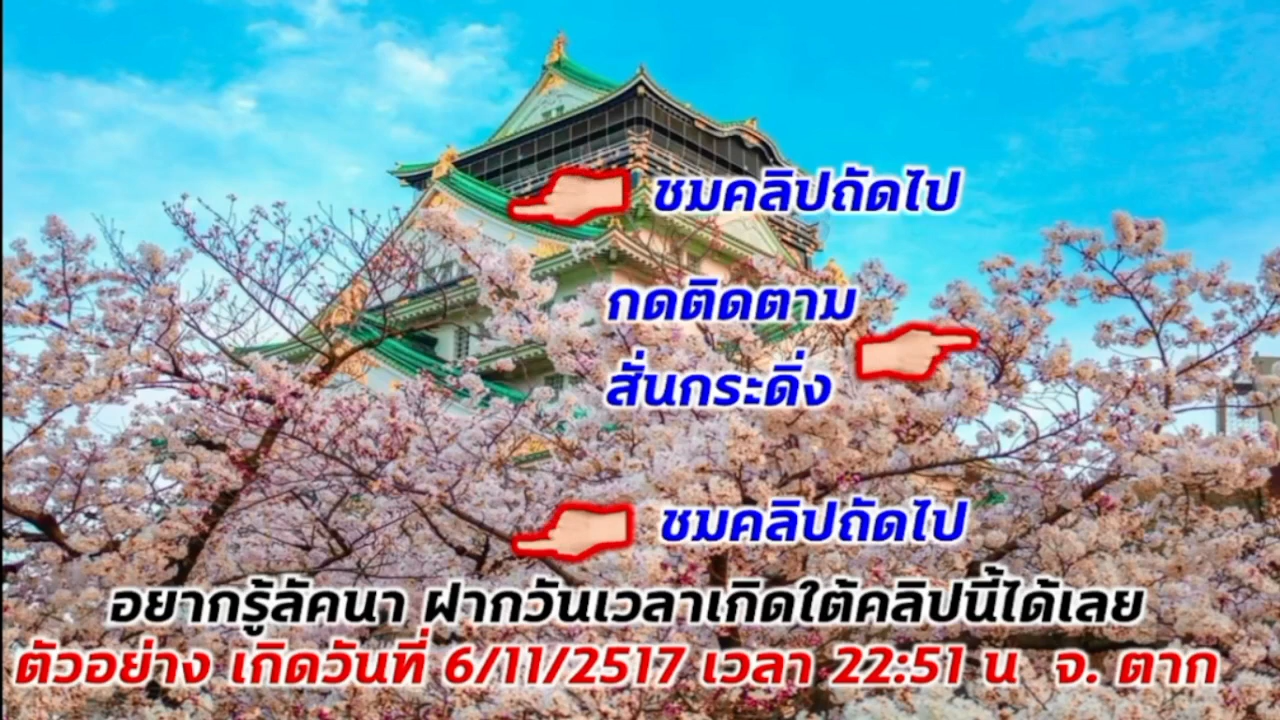 ชมคลิปถัดไป
กดติดตาม
สั่นกระดิ่ง
ชมคลิปถัดไป
อยากรู้ลัคนา ฝากวันเวลาเกิดใต้คลิปนี้ได้เลย
ตัวอย่าง เกิดวันที่ 6/11/2517 เวลา 22:51 น จ. ตาก